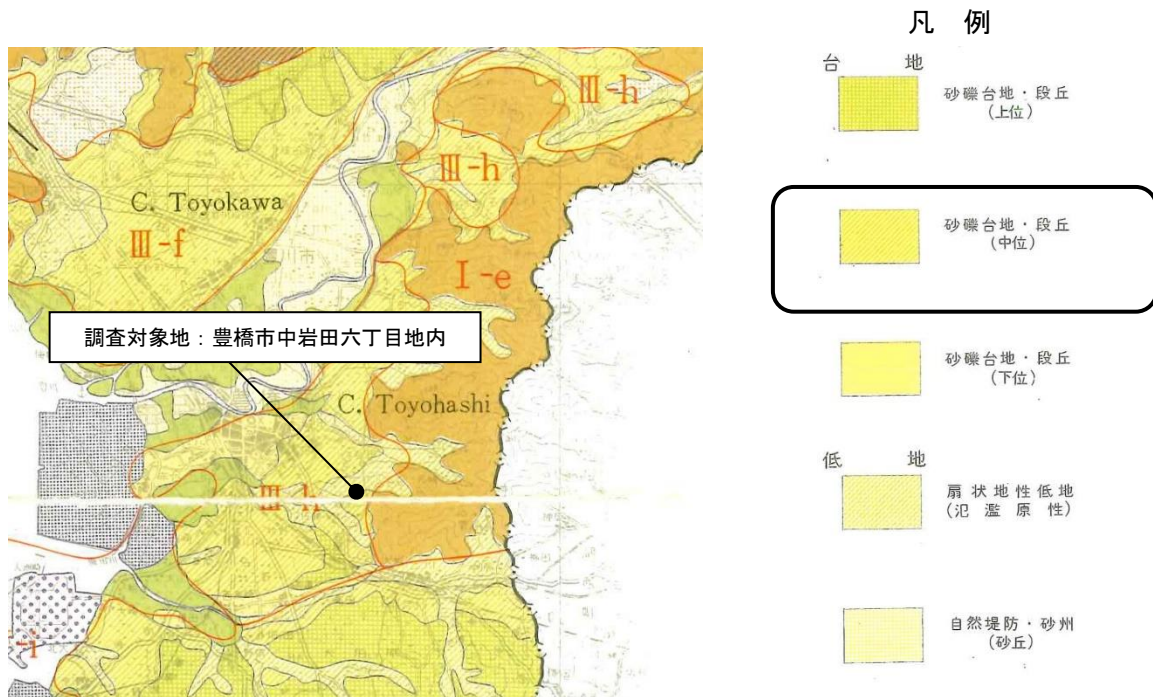 凡 例
台 地
砂礫台地・段丘
(上位)
砂礫台地・段丘
(中位)
砂礫台地・段丘
(下位)
低 地
扇状地性低地
(氾濫原性)
自然堤防・砂州
(砂丘)
III-h
III-h
C. Toyokawa
III-f
I-e
調査対象地：豊橋市中岩田六丁目地内
C. Toyohashi
III-h
-i